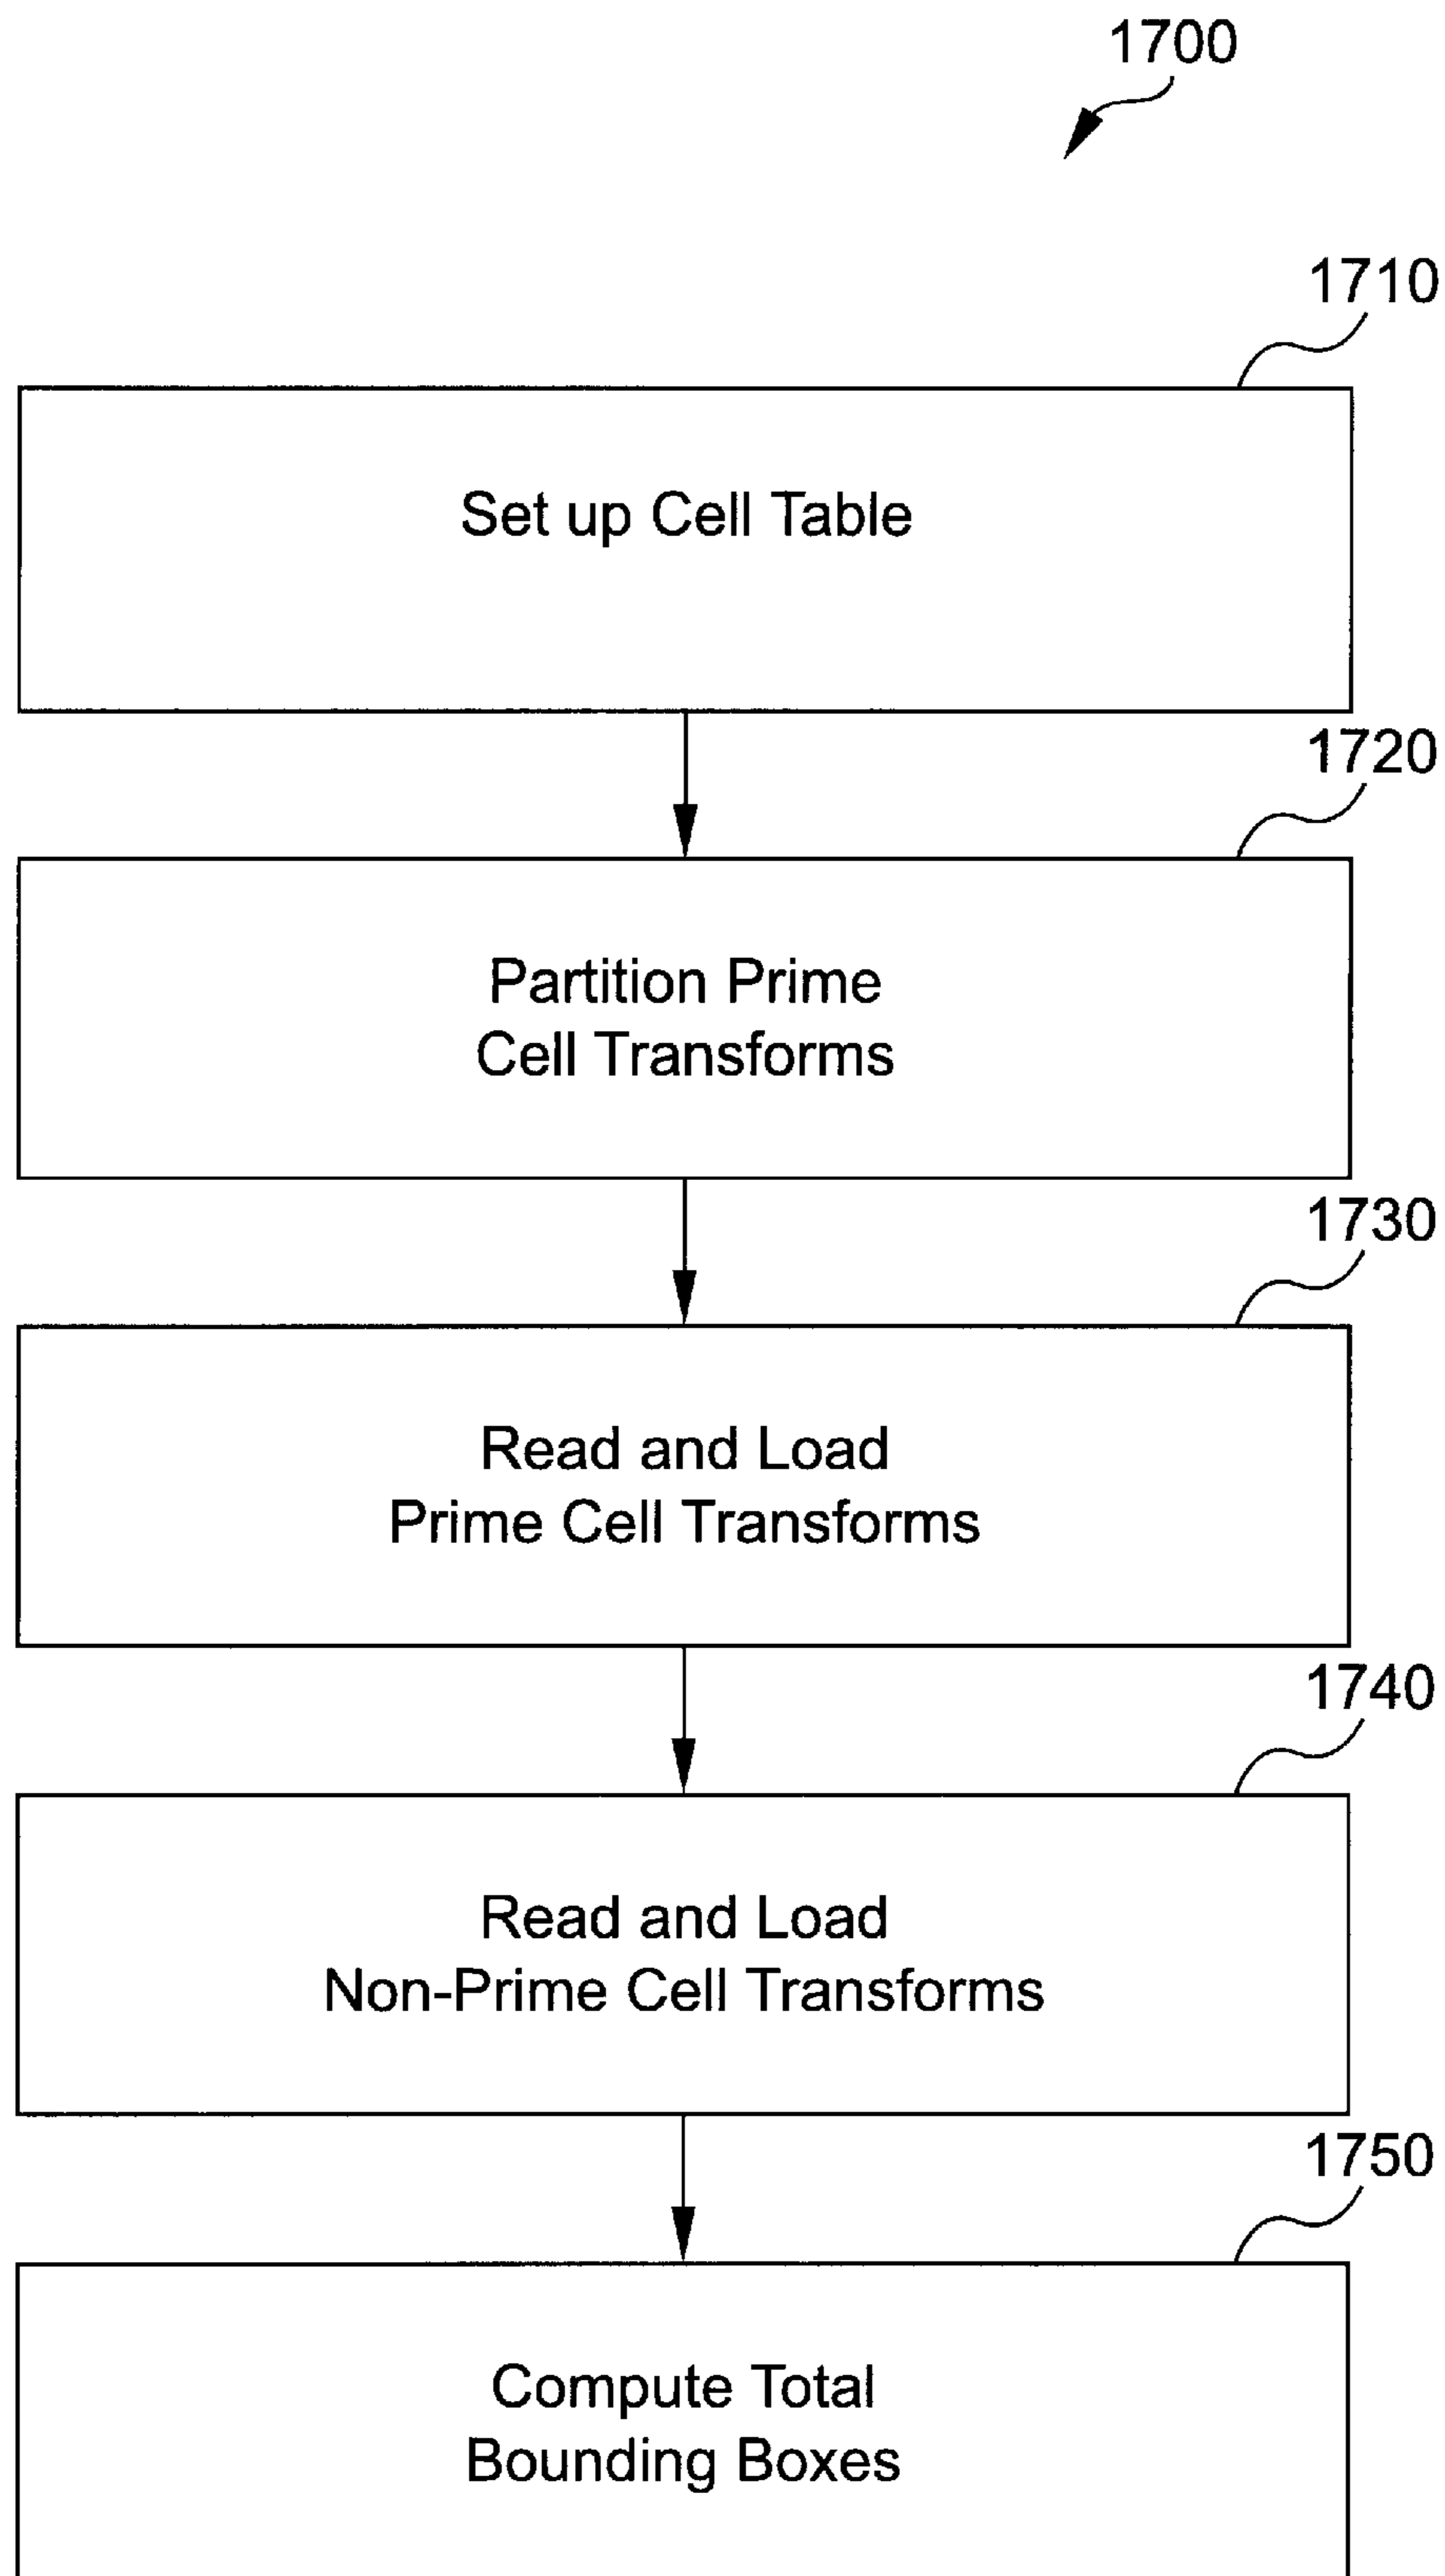 1700
1710
Set up Cell Table
1720
Partition Prime
Cell Transforms
1730
Read and Load
Prime Cell Transforms
1740
Read and Load
Non-Prime Cell Transforms
1750
Compute Total
Bounding Boxes